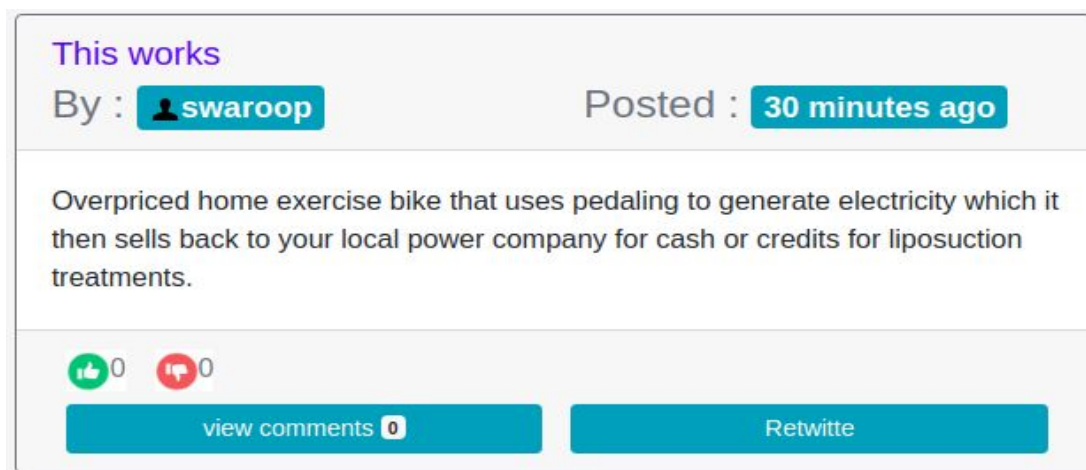 This works
By : swaroop
Posted : 30 minutes ago
Overpriced home exercise bike that uses pedaling to generate electricity which it
then sells back to your local power company for cash or credits for liposuction
treatments.
0 0
view comments 0
Retwitte